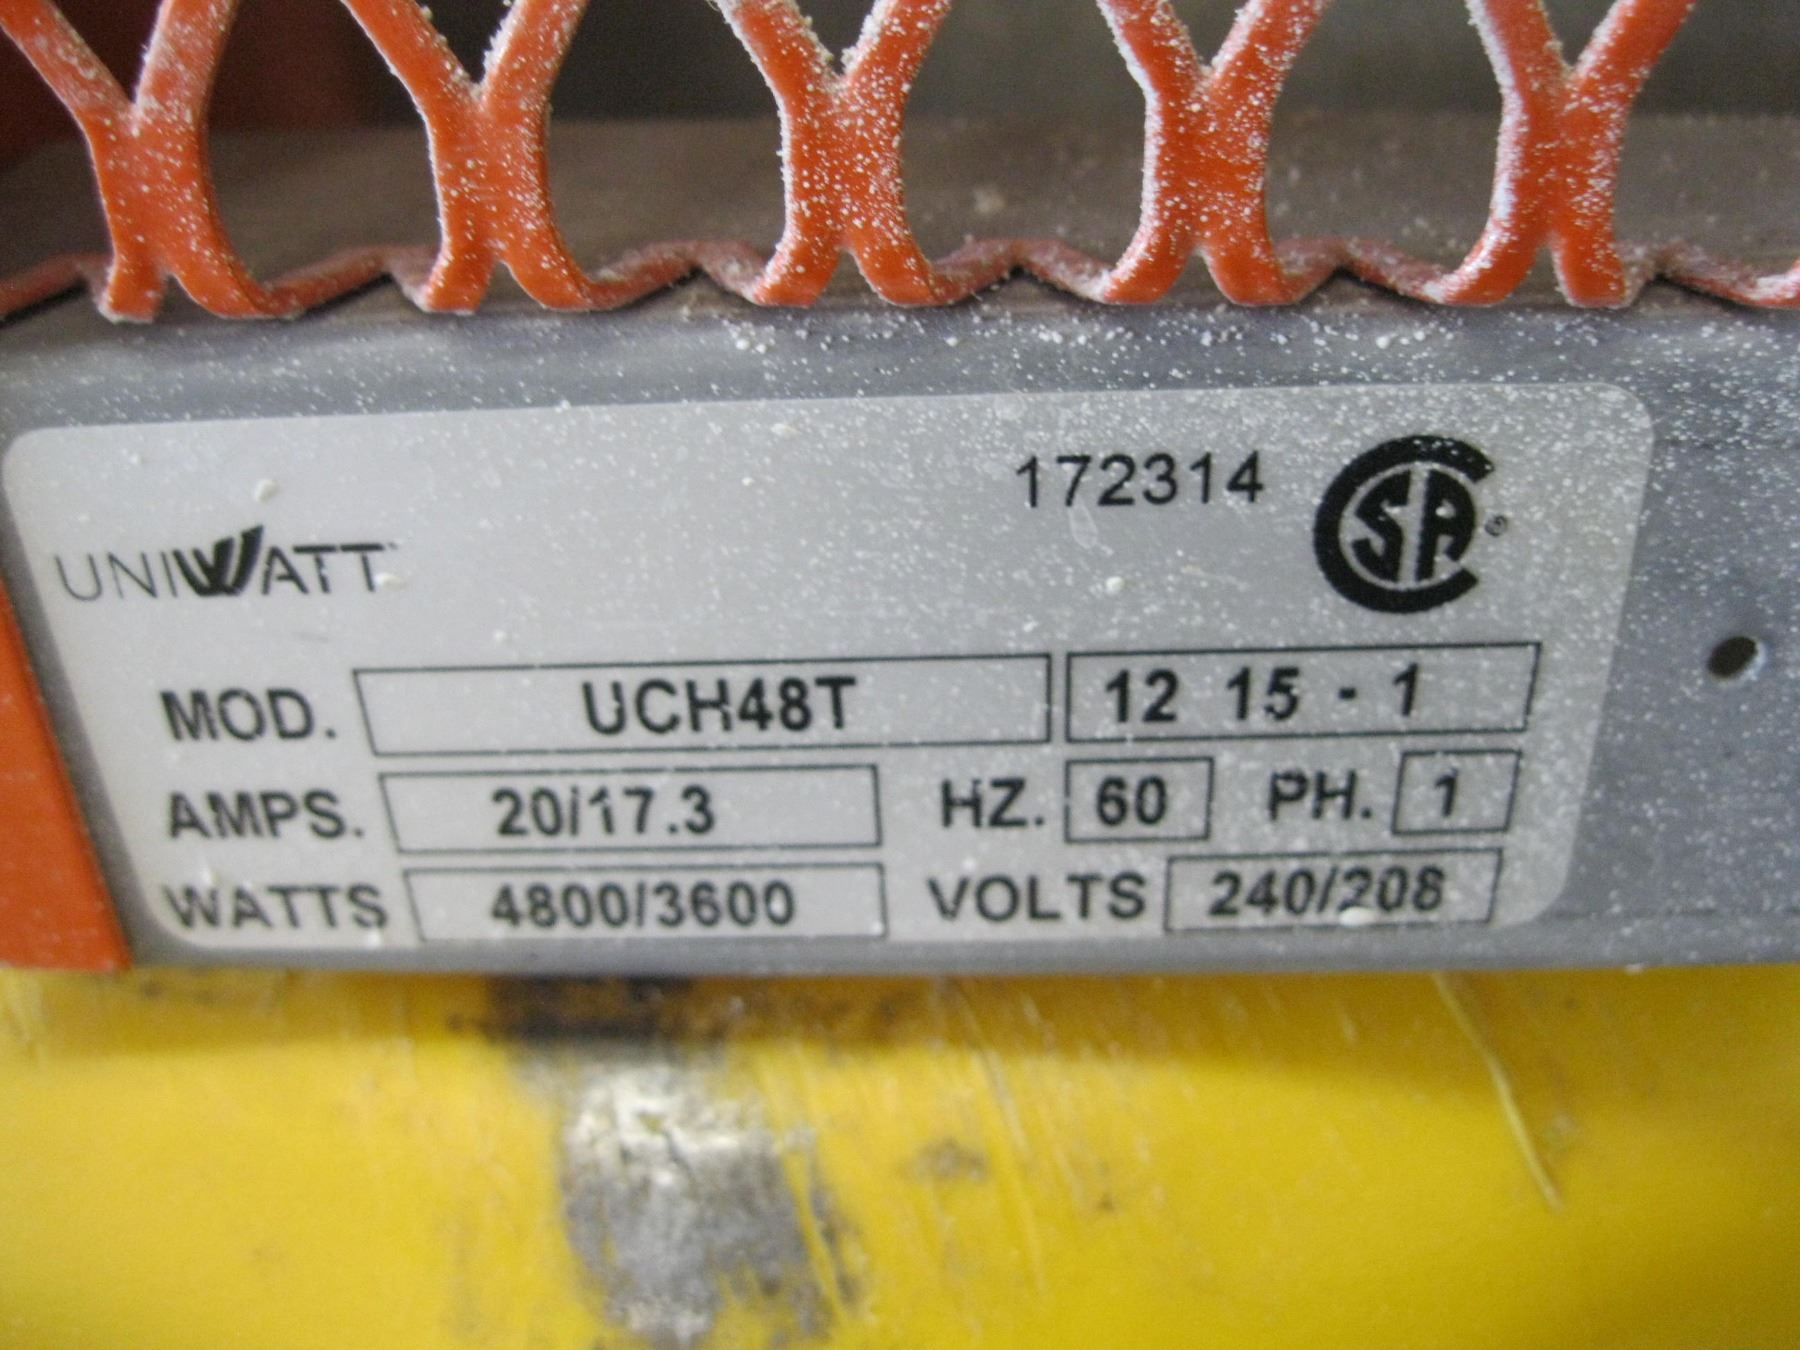 172314
CSA ®
UNIWATT
MOD. UCH48T 12 15 - 1
AMPS. 20/17.3 HZ. 60 PH. 1
WATTS 4800/3600 VOLTS 240/208